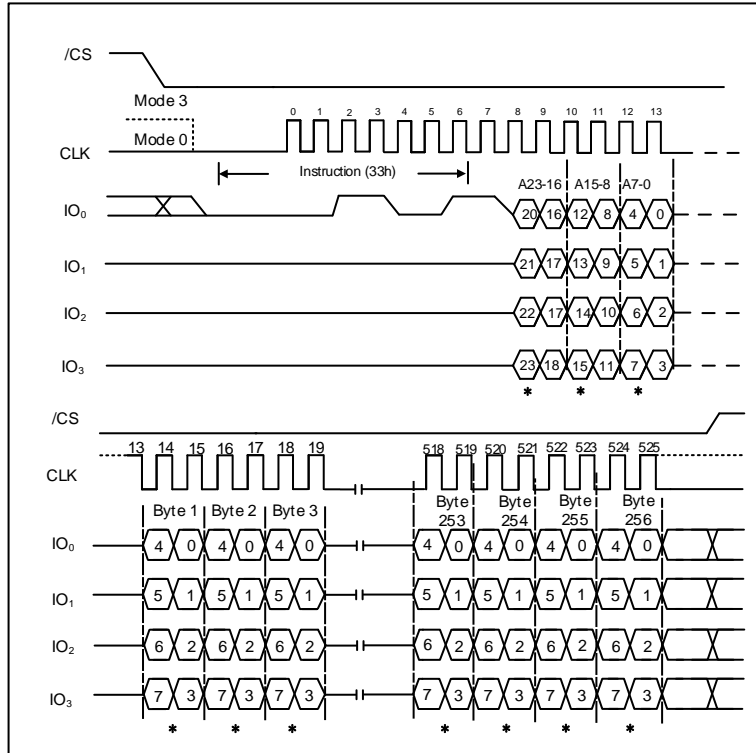 /CS
Mode 3
Mode 0
CLK
0 1 2 3 4 5 6 7 8 9 10 11 12 13
Instruction (33h)
A23-16 A15-8 A7-0
IO0 20 16 12 8 4 0
IO1 21 17 13 9 5 1
IO2 22 17 14 10 6 2
IO3 23 18 15 11 7 3
* * *
/CS
13 14 15 16 17 18 19 518 519 520 521 522 523 524 525
CLK
Byte 1 Byte 2 Byte 3 Byte 253 Byte 254 Byte 255 Byte 256
IO0 4 0 4 0 4 0 4 0 4 0 4 0 4 0
IO1 5 1 5 1 5 1 5 1 5 1 5 1 5 1
IO2 6 2 6 2 6 2 6 2 6 2 6 2 6 2
IO3 7 3 7 3 7 3 7 3 7 3 7 3 7 3
* * * * * * *